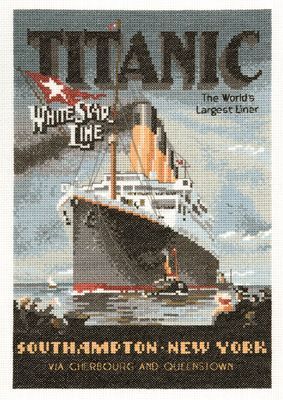 TITANIC
WHITE STAR
LINE
The World's
Largest Liner
SOUTHAMPTON · NEW YORK
VIA CHERBOURG AND QUEENSTOWN